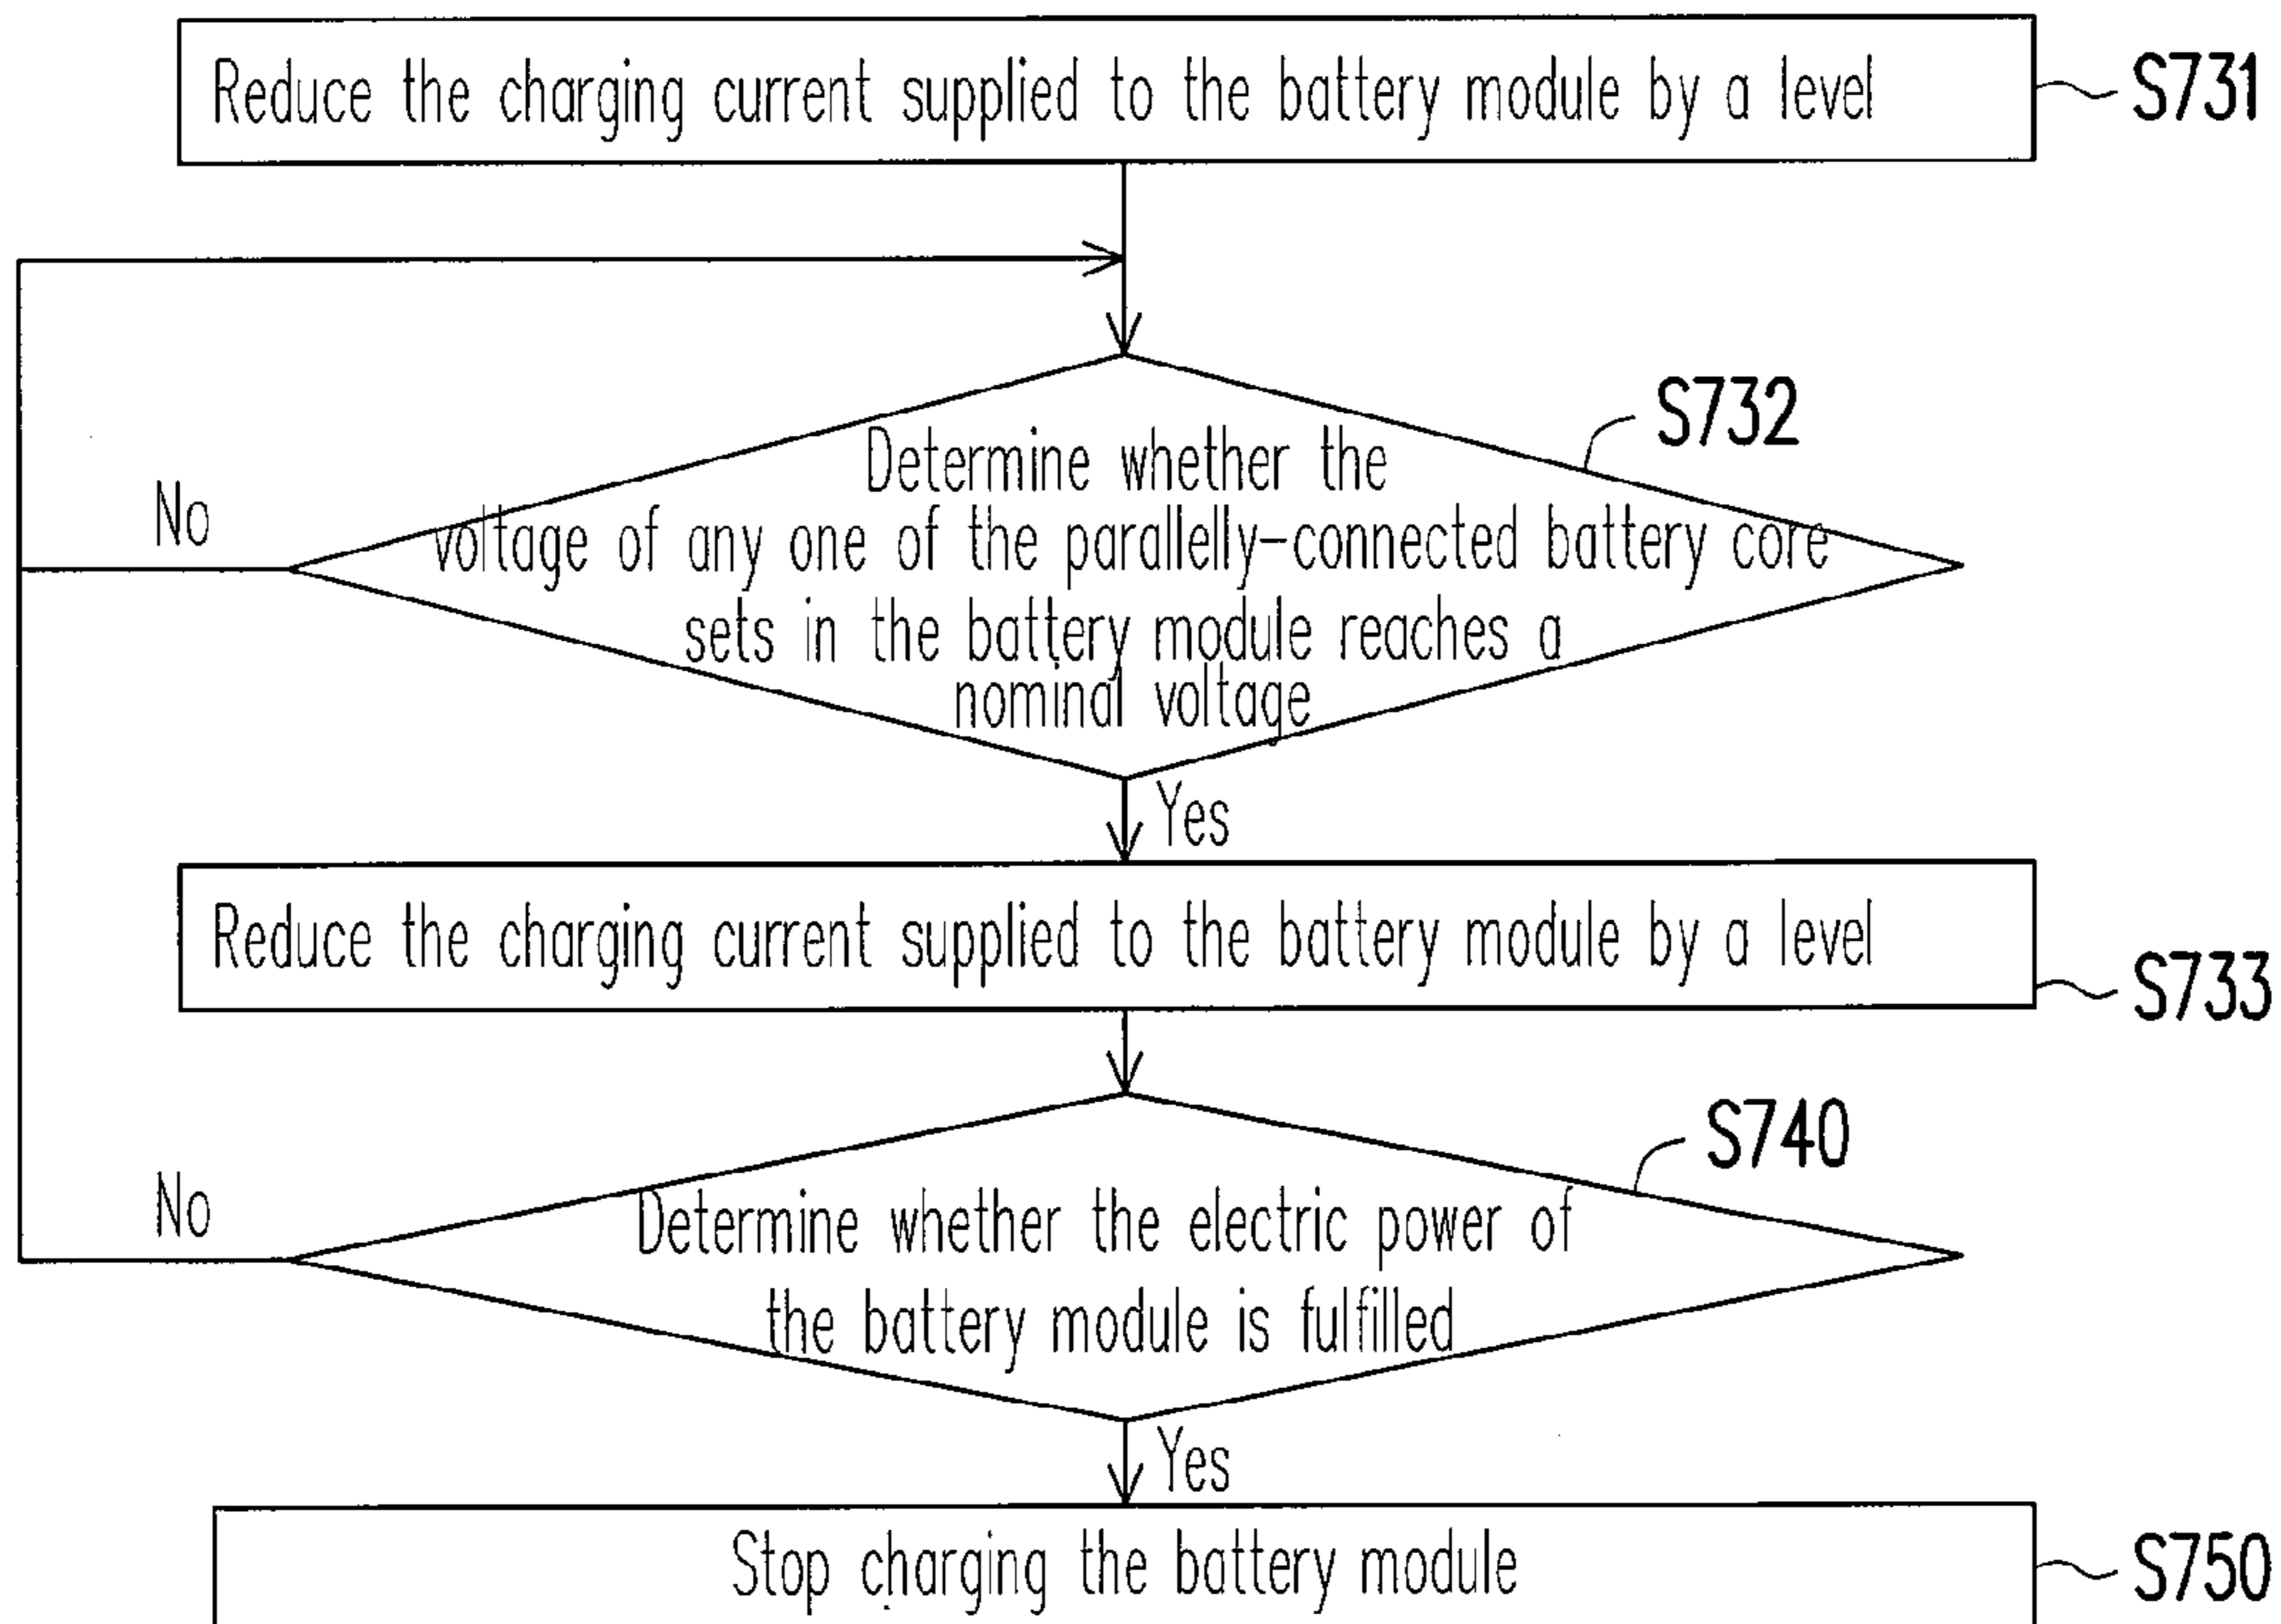 Reduce the charging current supplied to the battery module by a level
S731
S732
Determine whether the
No
voltage of any one of the parallelly-connected battery core
sets in the battery module reaches a
nominal voltage
Yes
Reduce the charging current supplied to the battery module by a level
S733
S740
No
Determine whether the electric power of
the battery module is fulfilled
Yes
Stop charging the battery module
S750